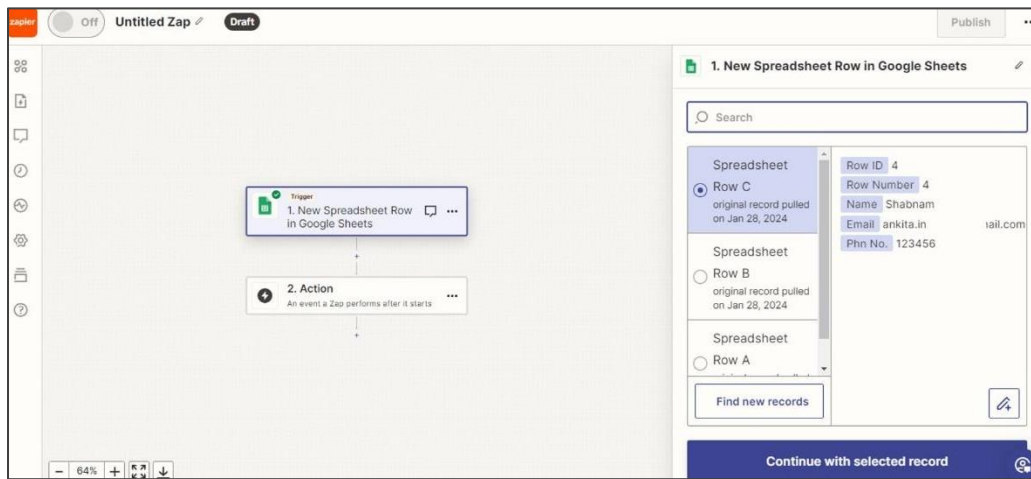 zapier
Off
Untitled Zap
Draft
Publish
Trigger
1. New Spreadsheet Row
in Google Sheets
2. Action
An event a Zap performs after it starts
64%
1. New Spreadsheet Row in Google Sheets
Search
Spreadsheet
Row C
original record pulled
on Jan 28, 2024
Spreadsheet
Row B
original record pulled
on Jan 28, 2024
Spreadsheet
Row A
Find new records
Row ID 4
Row Number 4
Name Shabnam
Email ankita.in ail.com
Phn No. 123456
Continue with selected record